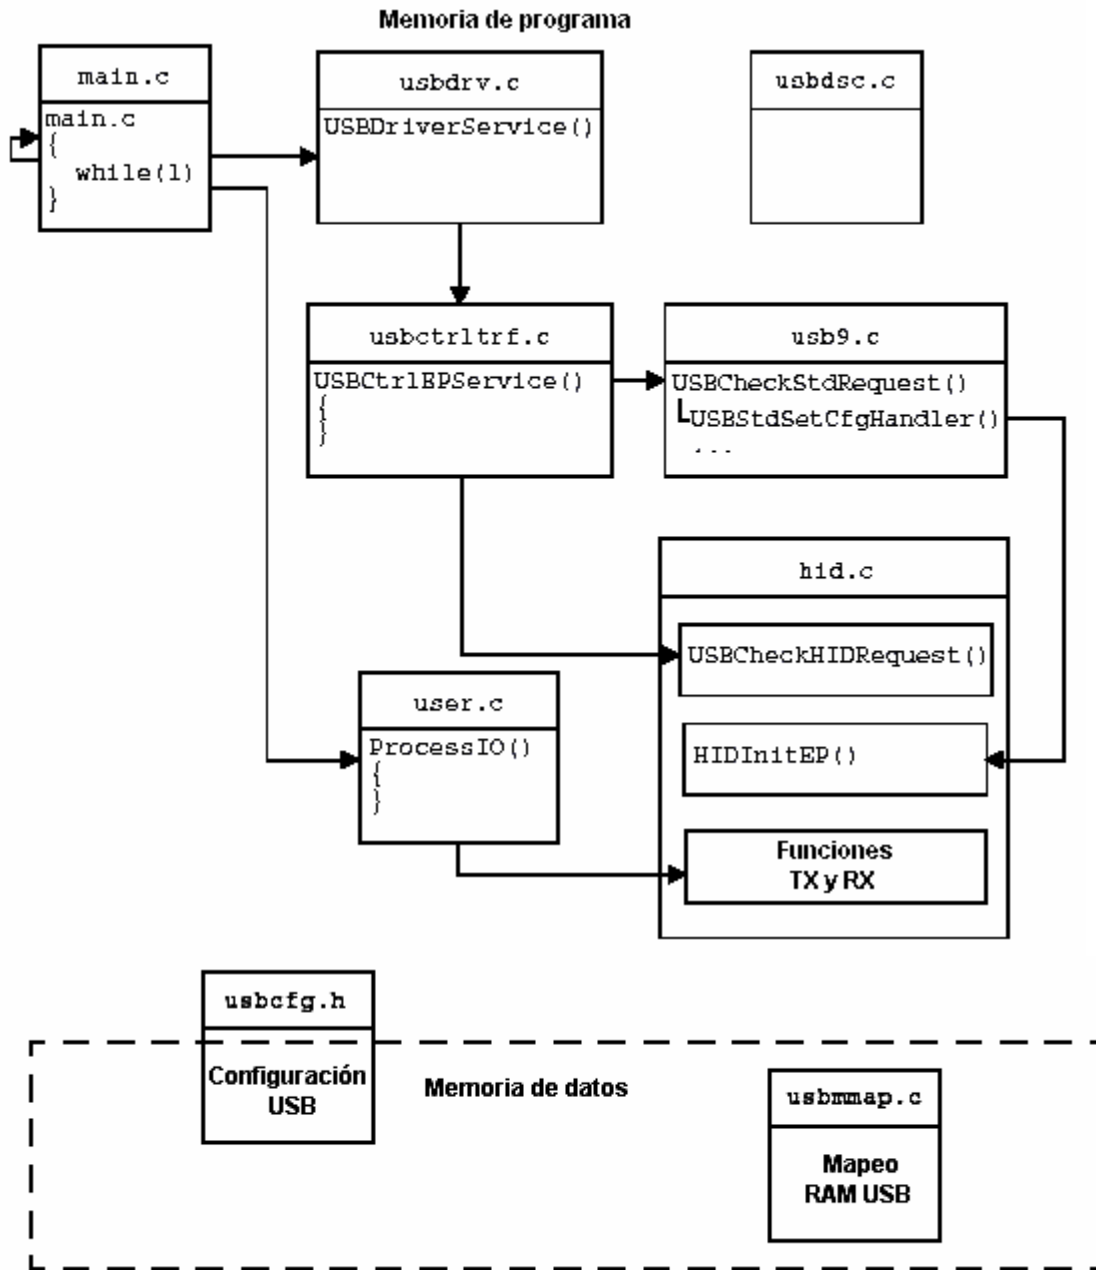 Memoria de programa
main.c
main.c
{
while(1)
}
usbdrv.c
USBDriverService()
usbdsc.c
usbctrltrf.c
USBCtrlEPService()
{
}
usb9.c
USBCheckStdRequest()
USBStdSetCfgHandler()
...
hid.c
USBCheckHIDRequest()
HIDInitEP()
Funciones
TX y RX
user.c
ProcessIO()
{
}
usbcfg.h
Configuración
USB
Memoria de datos
usbmmap.c
Mapeo
RAM USB